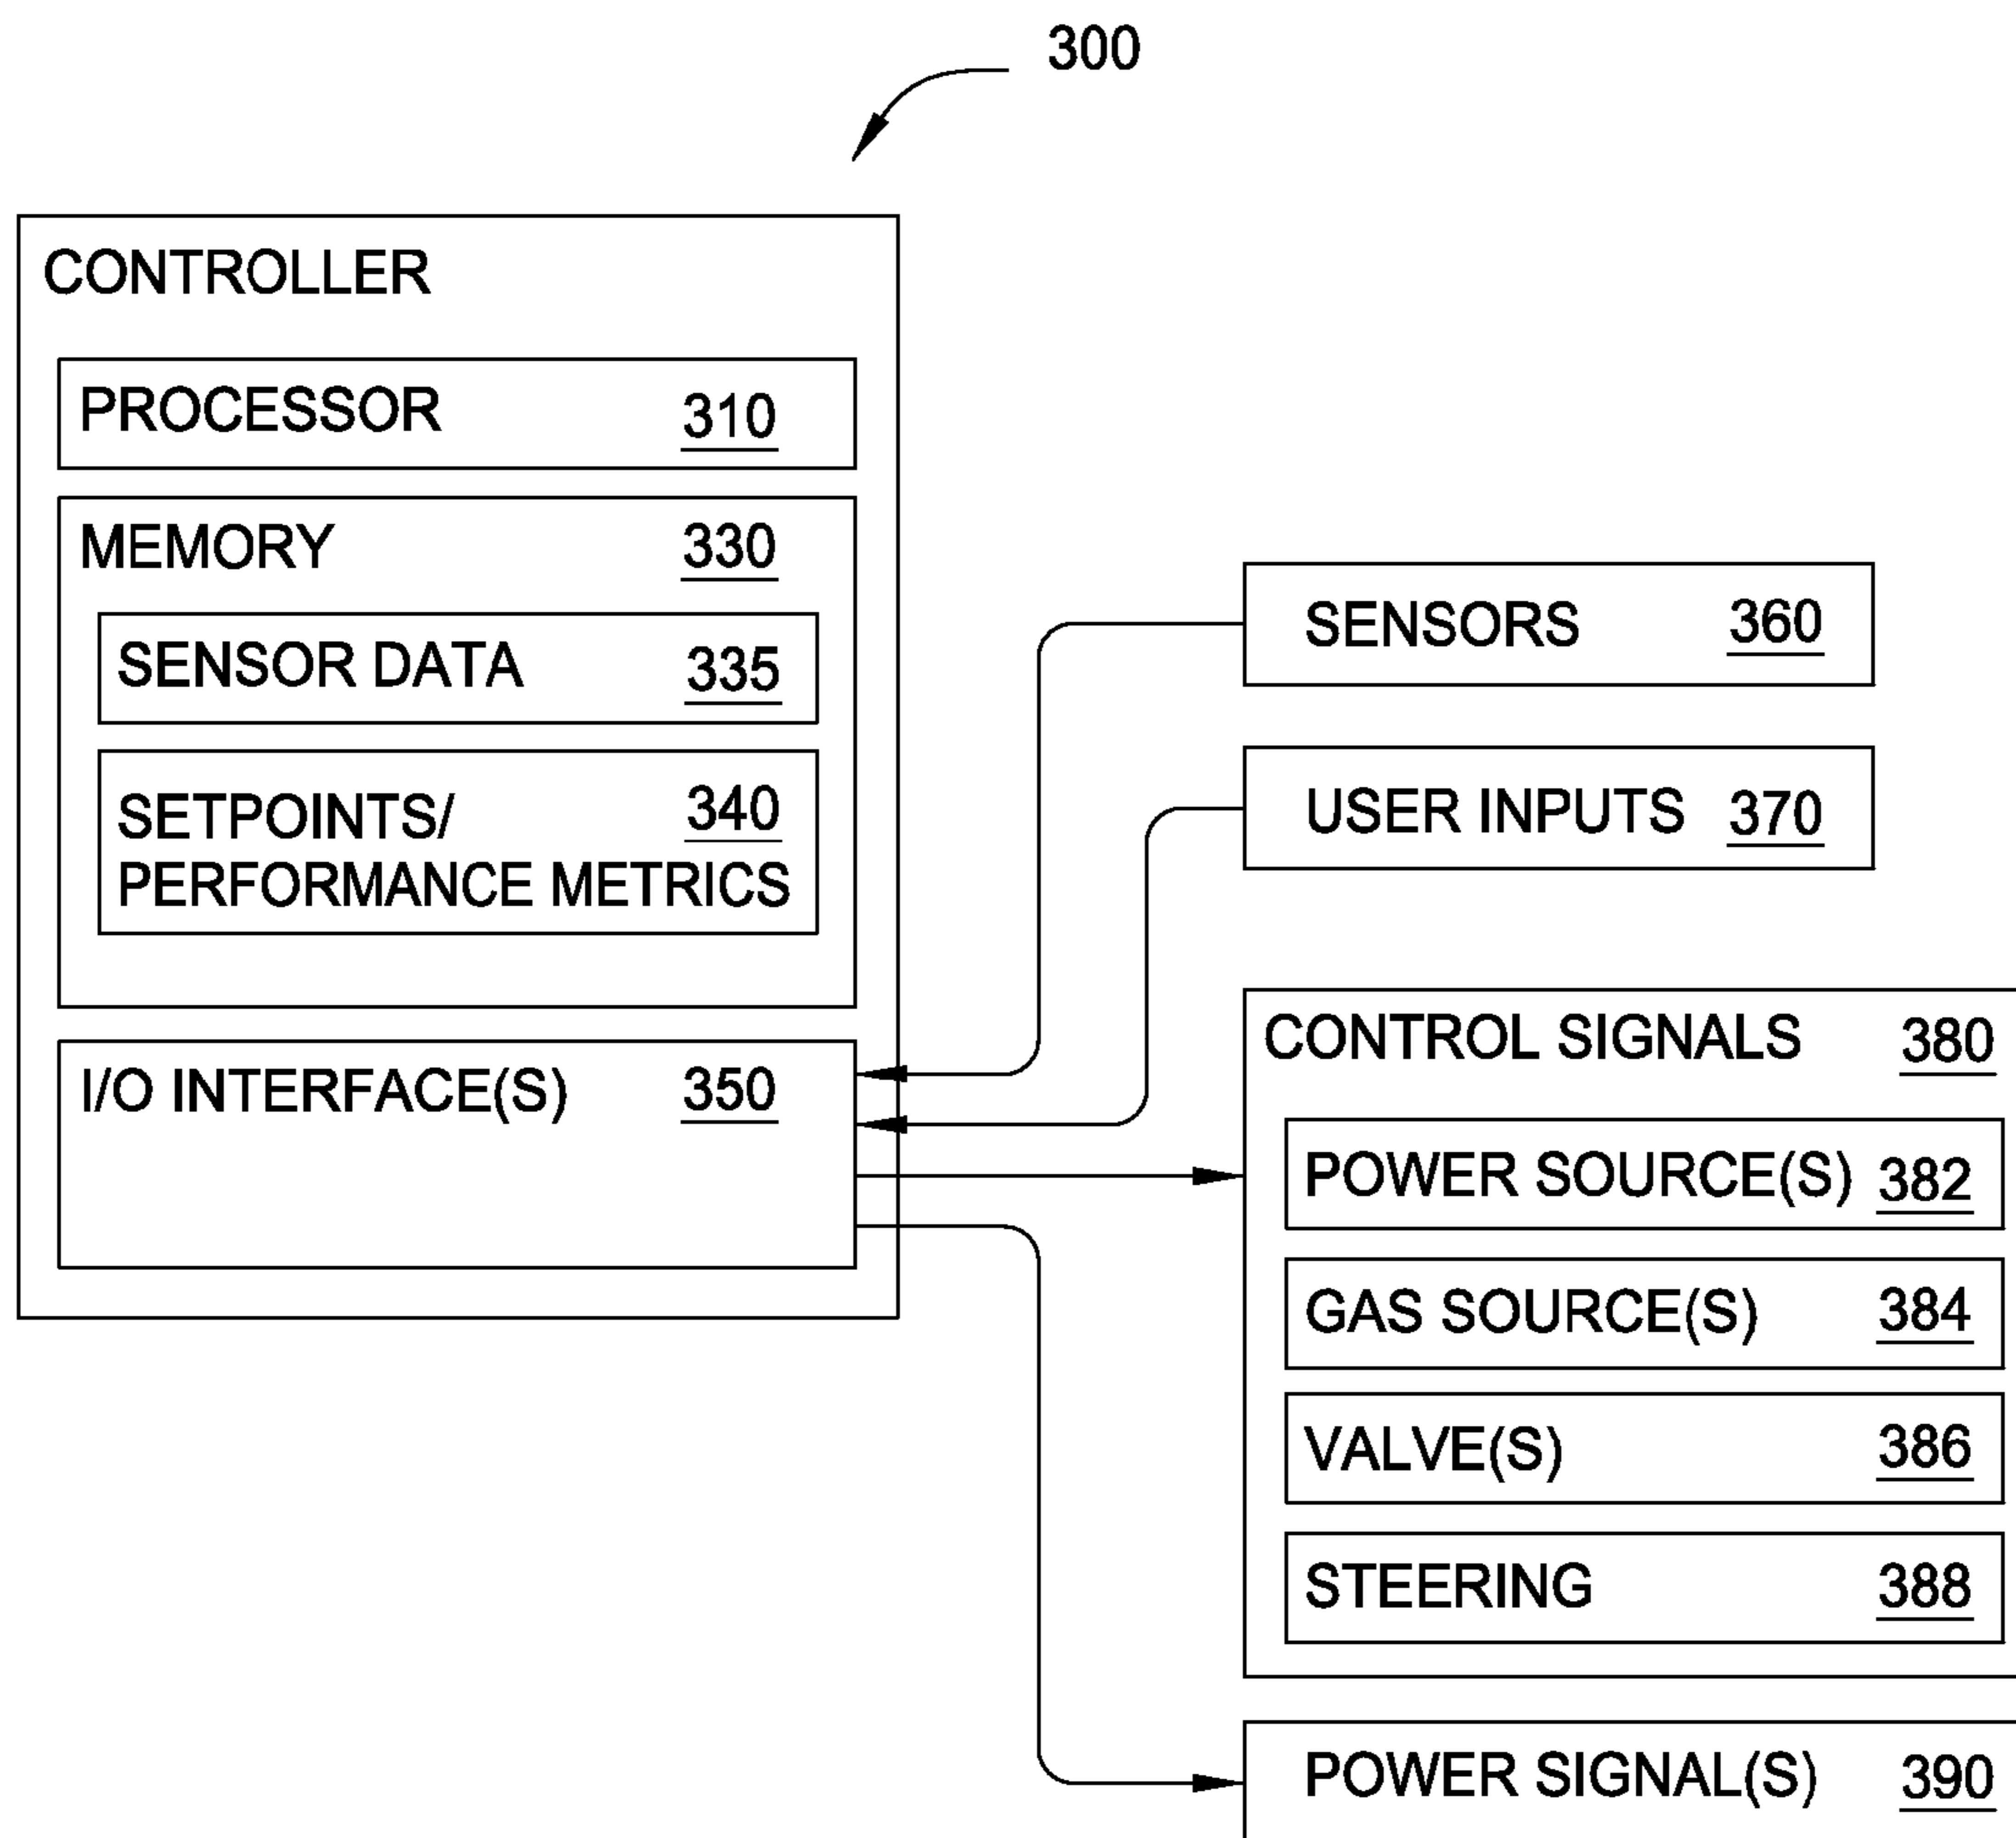 300
CONTROLLER
PROCESSOR 310
MEMORY 330
SENSOR DATA 335
SETPOINTS/ 340
PERFORMANCE METRICS
I/O INTERFACE(S) 350
SENSORS 360
USER INPUTS 370
CONTROL SIGNALS 380
POWER SOURCE(S) 382
GAS SOURCE(S) 384
VALVE(S) 386
STEERING 388
POWER SIGNAL(S) 390